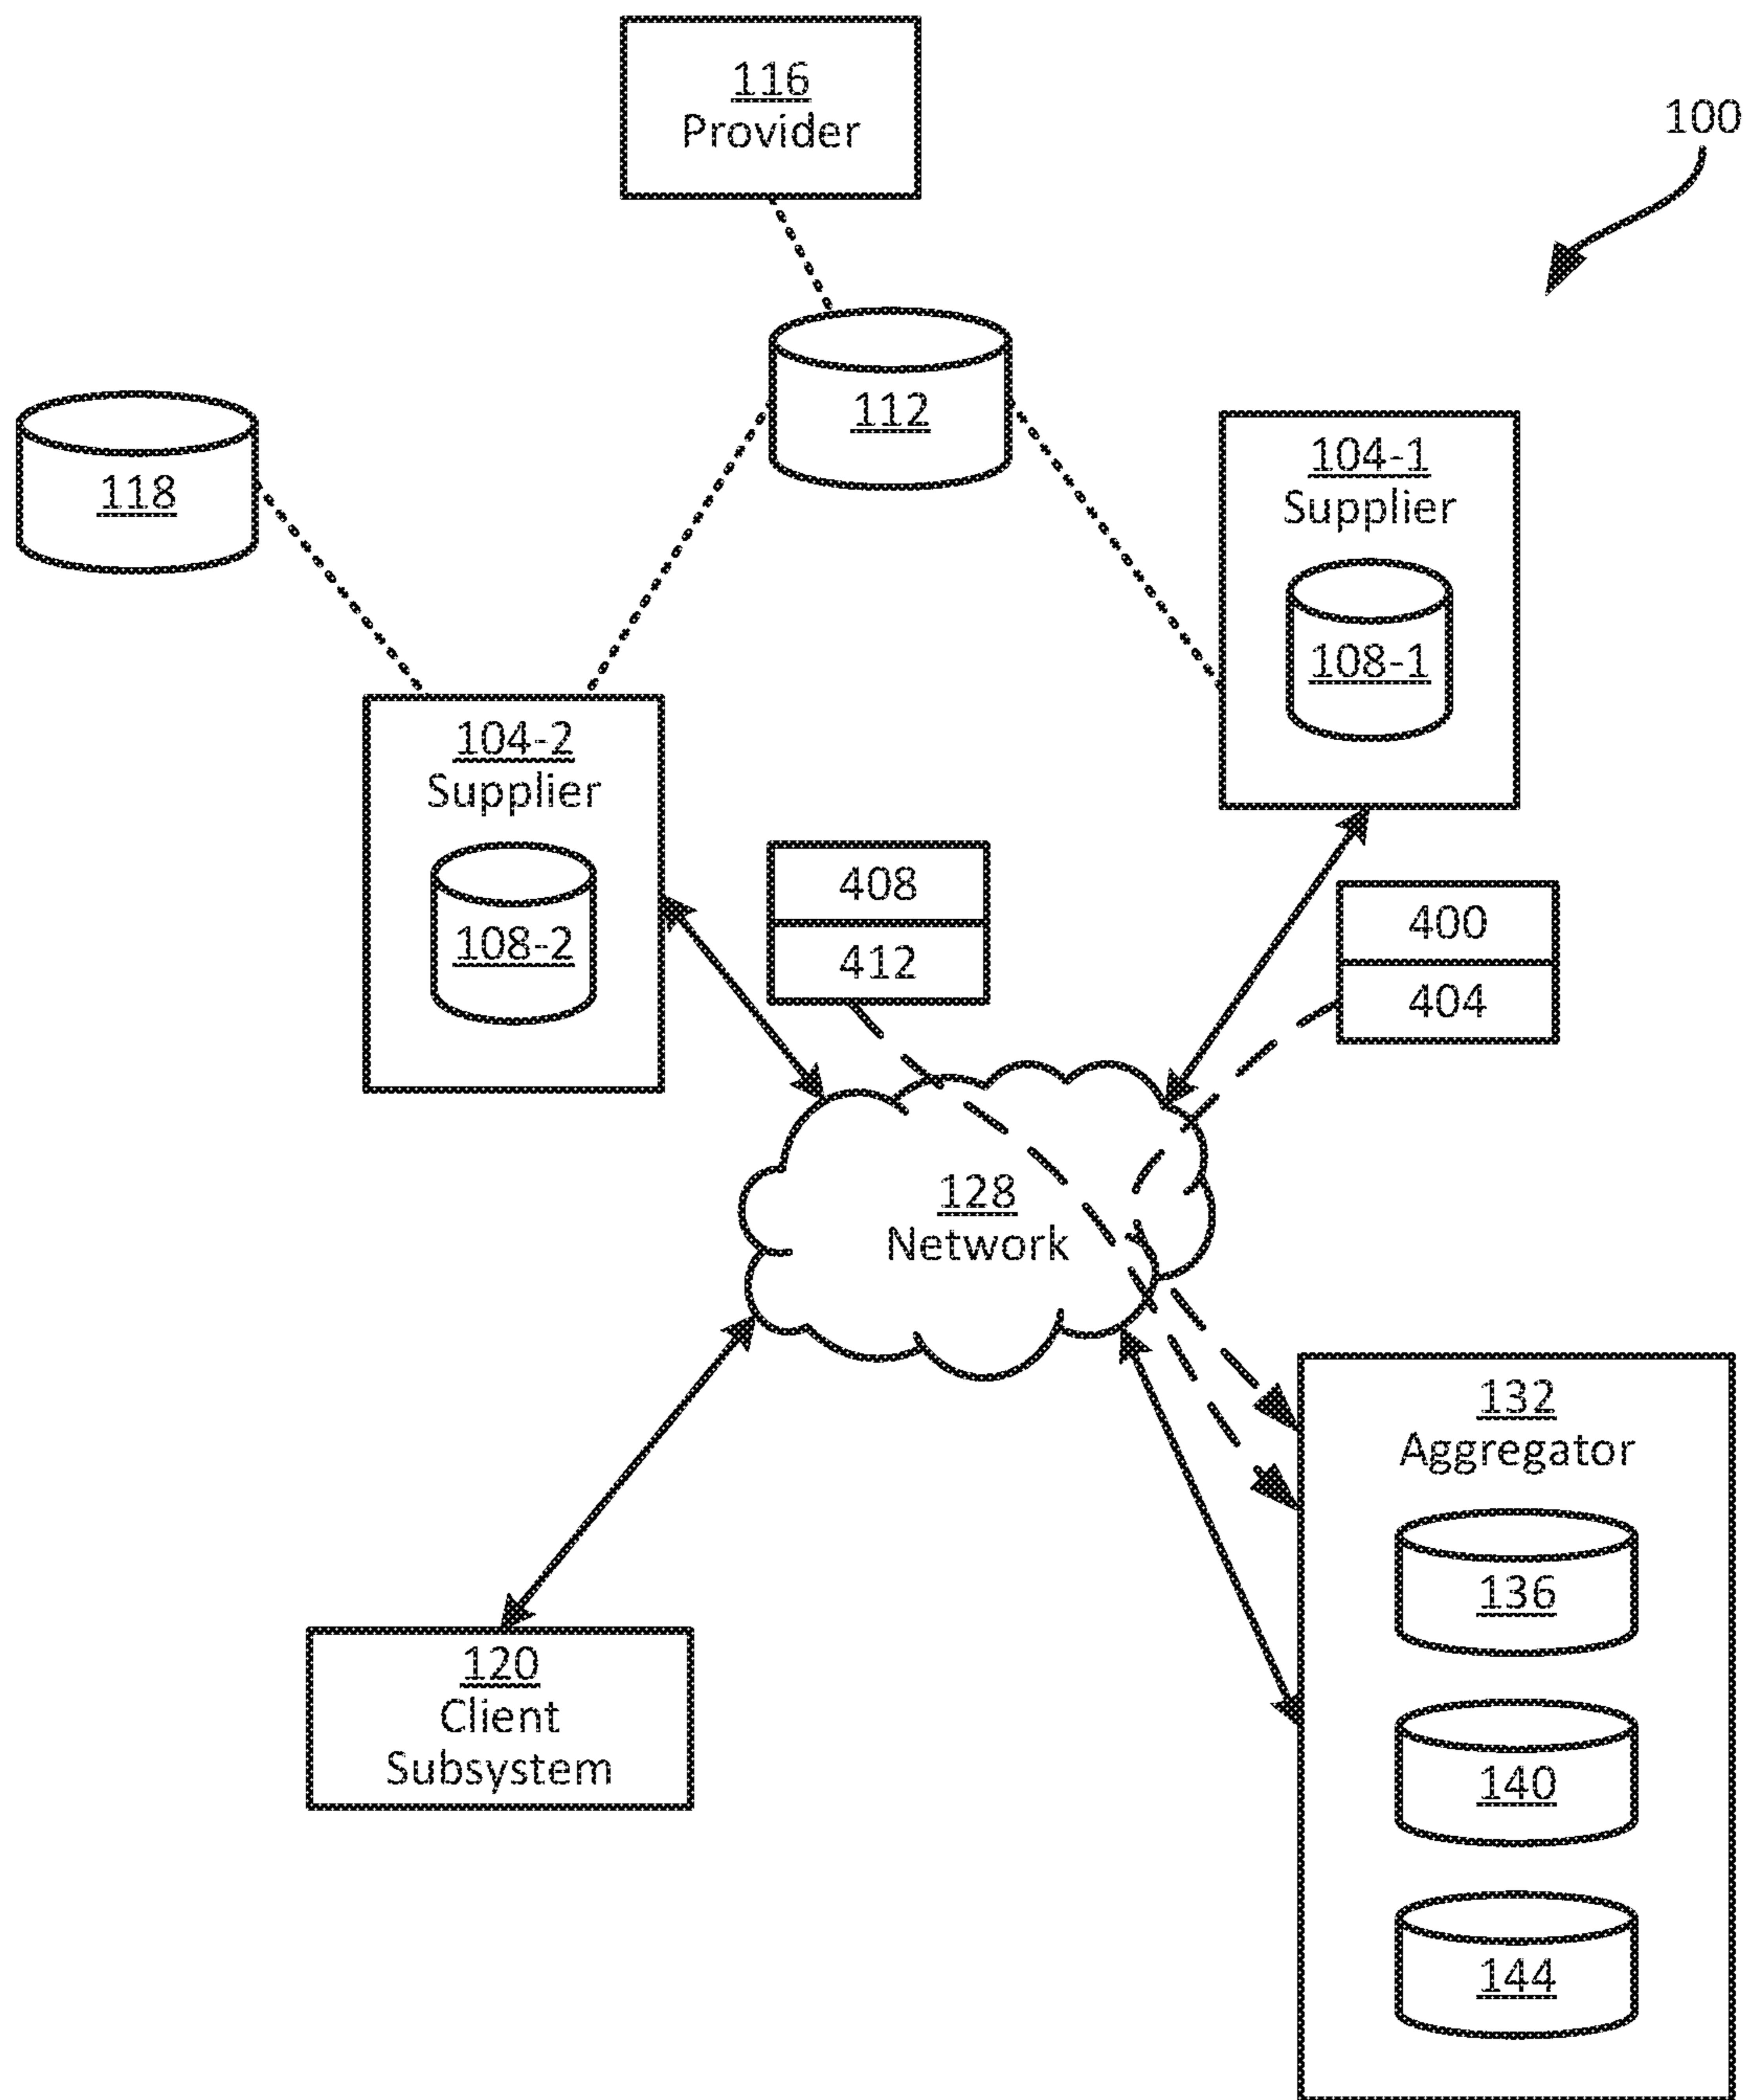 116
Provider
100
112
118
104-1
Supplier
108-1
104-2
Supplier
108-2
408
412
400
404
128
Network
132
Aggregator
136
140
144
120
Client
Subsystem